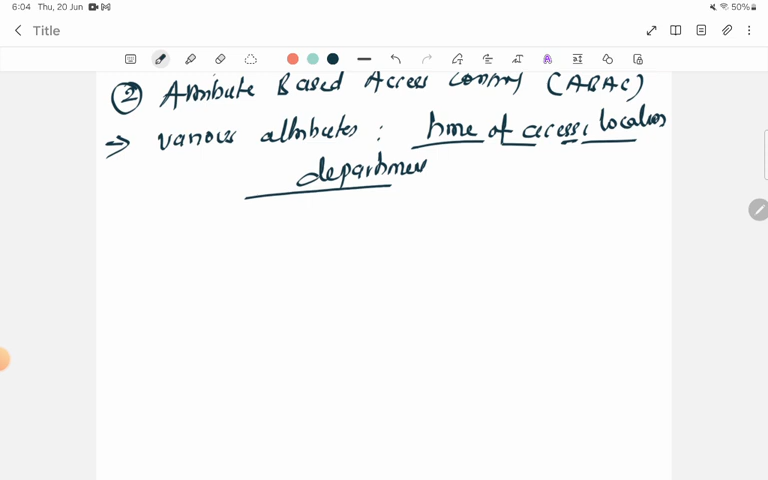 6:04 Thu, 20 Jun 50%
Title
② Attribute Based Access Control (ABAC)
⇒ various attributes : time of access, location
department